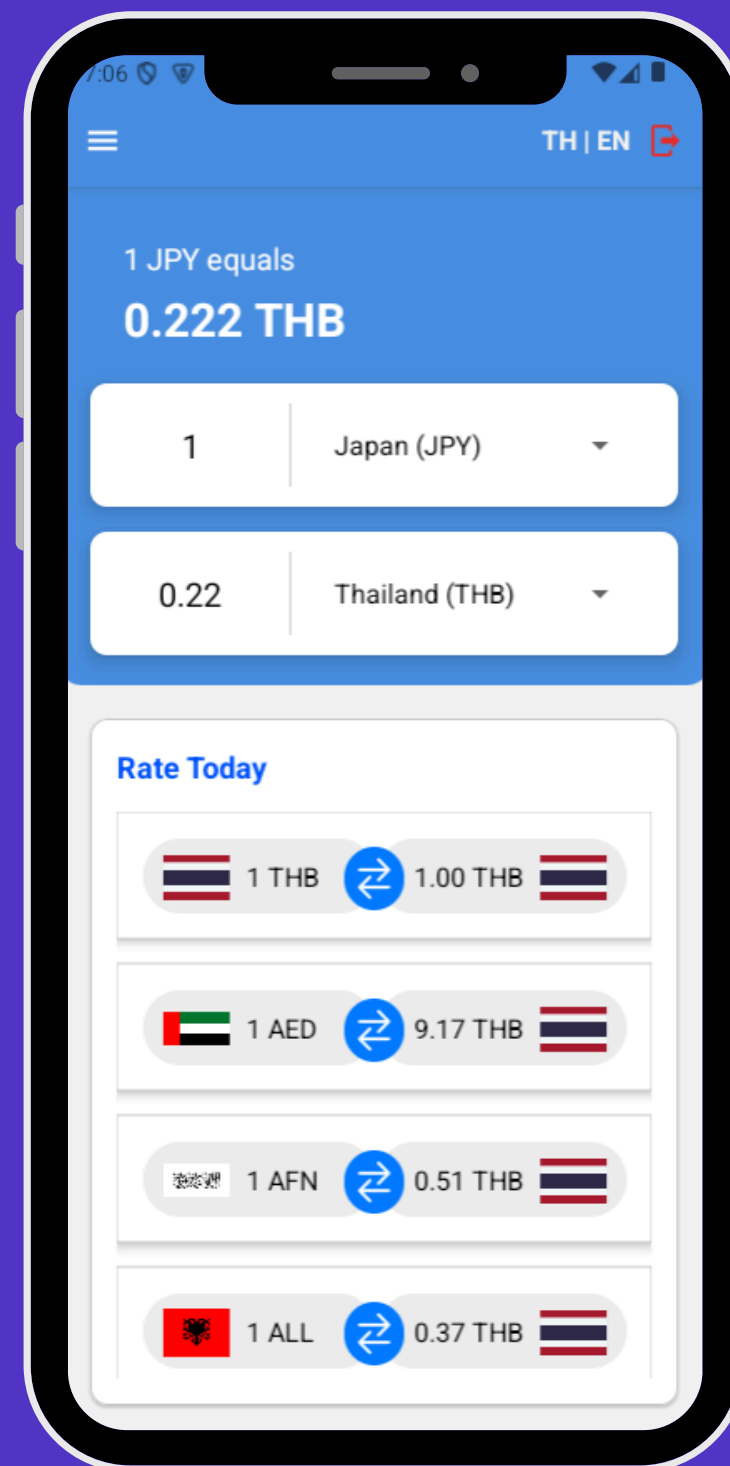 7:06
TH | EN
1 JPY equals
0.222 THB
1 Japan (JPY)
0.22 Thailand (THB)
Rate Today
1 THB 1.00 THB
1 AED 9.17 THB
1 AFN 0.51 THB
1 ALL 0.37 THB